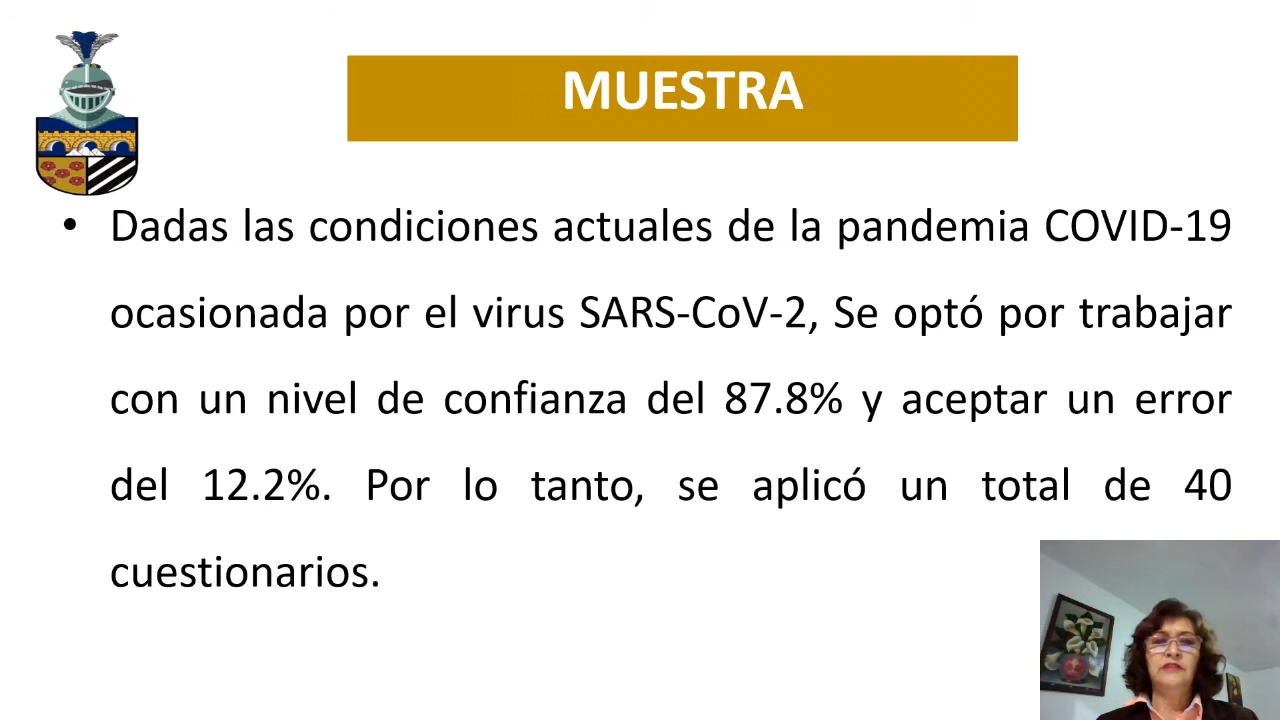 MUESTRA
• Dadas las condiciones actuales de la pandemia COVID-19
ocasionada por el virus SARS-CoV-2, Se optó por trabajar
con un nivel de confianza del 87.8% y aceptar un error
del 12.2%. Por lo tanto, se aplicó un total de 40
cuestionarios.